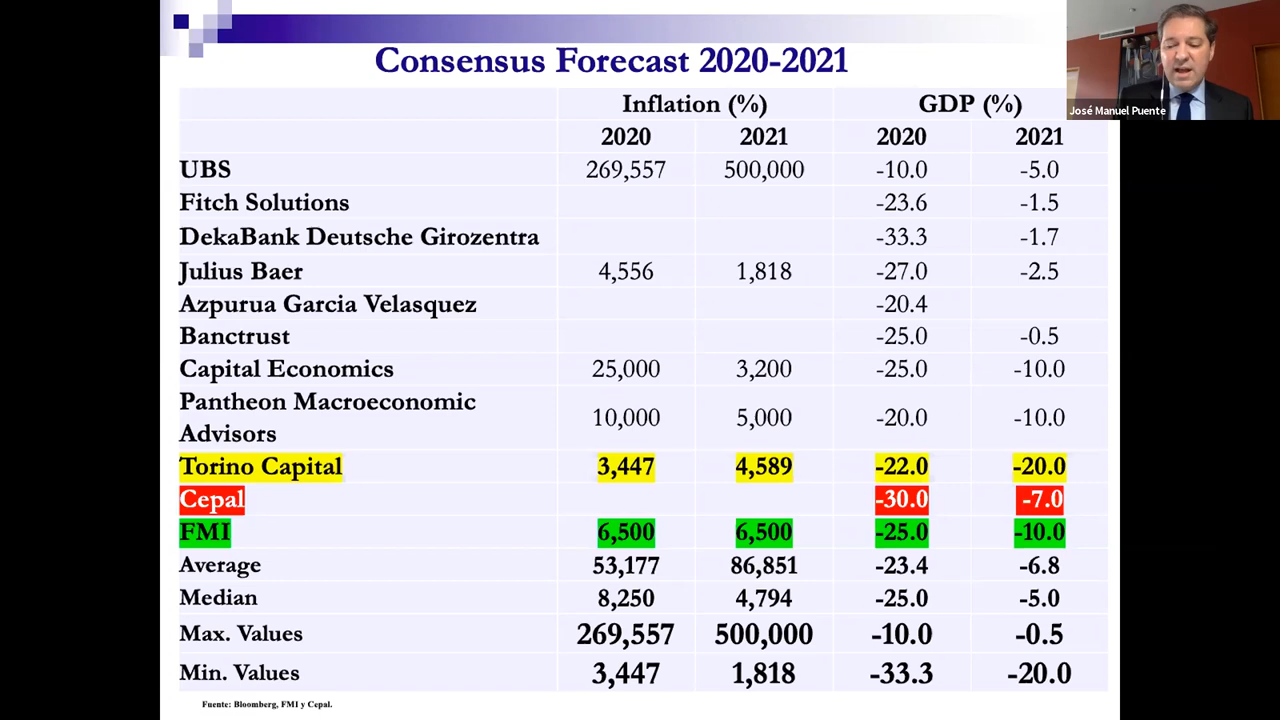 Consensus Forecast 2020-2021
José Manuel Puente
Inflation (%) GDP (%)
2020 2021 2020 2021
UBS 269,557 500,000 -10.0 -5.0
Fitch Solutions -23.6 -1.5
DekaBank Deutsche Girozentra -33.3 -1.7
Julius Baer 4,556 1,818 -27.0 -2.5
Azpurua Garcia Velasquez -20.4
Banctrust -25.0 -0.5
Capital Economics 25,000 3,200 -25.0 -10.0
Pantheon Macroeconomic
Advisors 10,000 5,000 -20.0 -10.0
Torino Capital 3,447 4,589 -22.0 -20.0
Cepal -30.0 -7.0
FMI 6,500 6,500 -25.0 -10.0
Average 53,177 86,851 -23.4 -6.8
Median 8,250 4,794 -25.0 -5.0
Max. Values 269,557 500,000 -10.0 -0.5
Min. Values 3,447 1,818 -33.3 -20.0
Fuente: Bloomberg, FMI y Cepal.